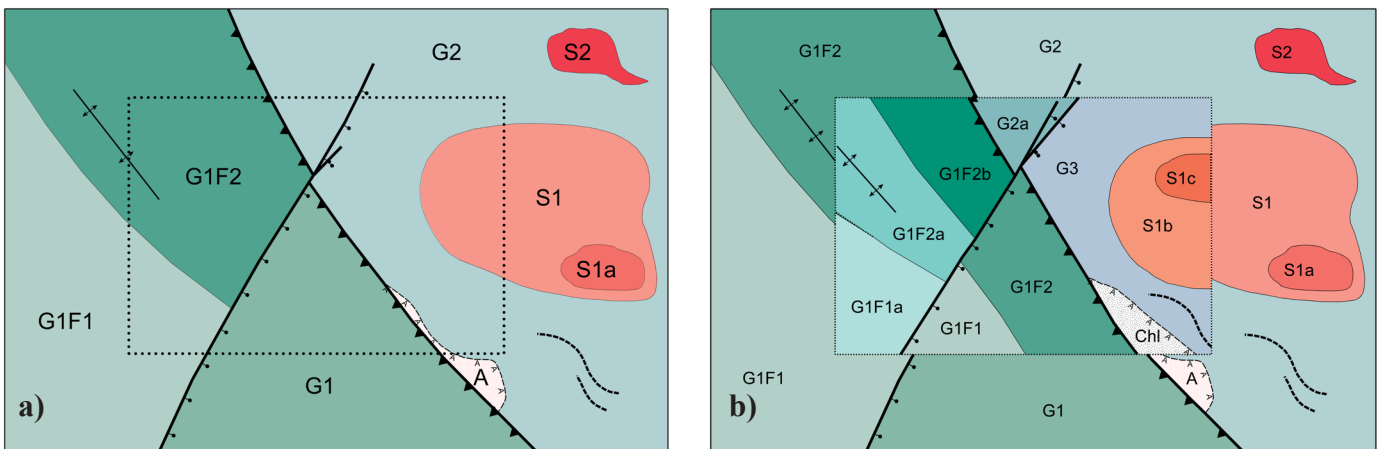 G2
S2
G1F2
S1
S1a
G1F1
A
G1
a)
G1F2
G2
S2
G2a
G3
G1F2b
S1c
S1
S1b
G1F2a
S1a
G1F2
G1F1a
G1F1
Chl
G1F1
A
G1
b)